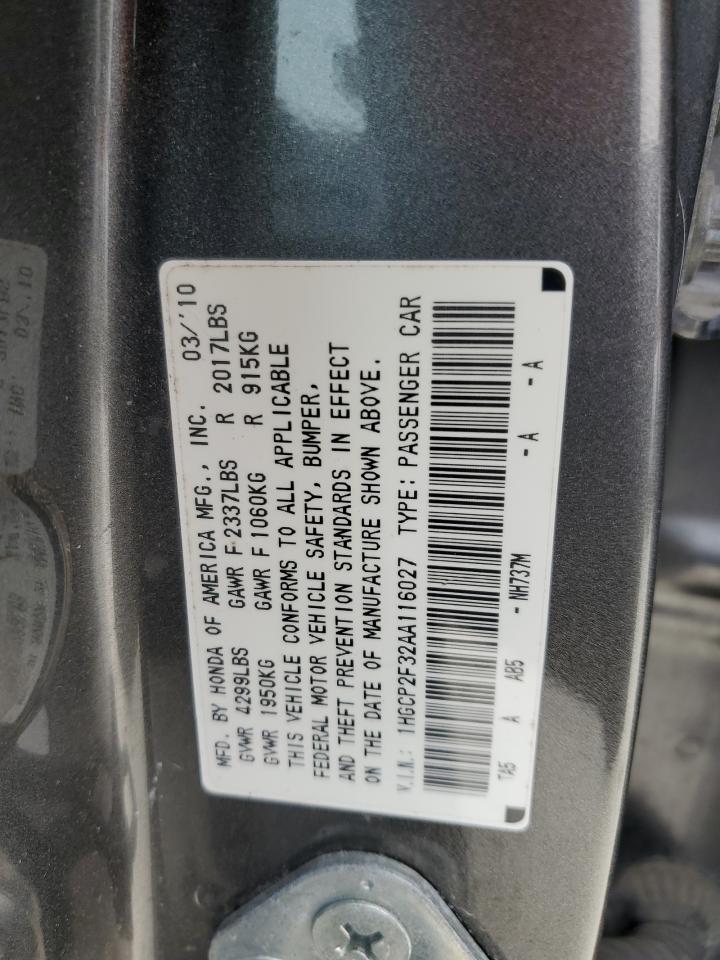 MFD. BY HONDA OF AMERICA MFG., INC. 03/'10
GVWR 4299LBS GAWR F 2337LBS R 2017LBS
GVWR 1950KG GAWR F 1060KG R 915KG
THIS VEHICLE CONFORMS TO ALL APPLICABLE
FEDERAL MOTOR VEHICLE SAFETY, BUMPER,
AND THEFT PREVENTION STANDARDS IN EFFECT
ON THE DATE OF MANUFACTURE SHOWN ABOVE.
V.I.N.: 1HGCP2F32AA116027 TYPE: PASSENGER CAR
TA5 A AB5 - NH737M - A - A